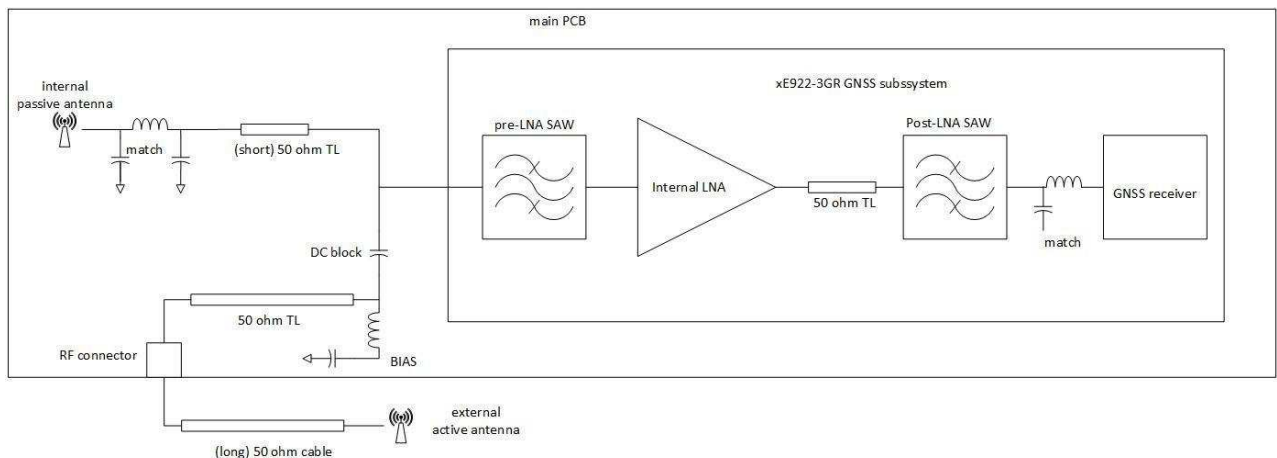 main PCB
xE922-3GR GNSS subssystem
internal
passive antenna
match
(short) 50 ohm TL
pre-LNA SAW
Internal LNA
50 ohm TL
Post-LNA SAW
match
GNSS receiver
DC block
50 ohm TL
RF connector
BIAS
external
active antenna
(long) 50 ohm cable